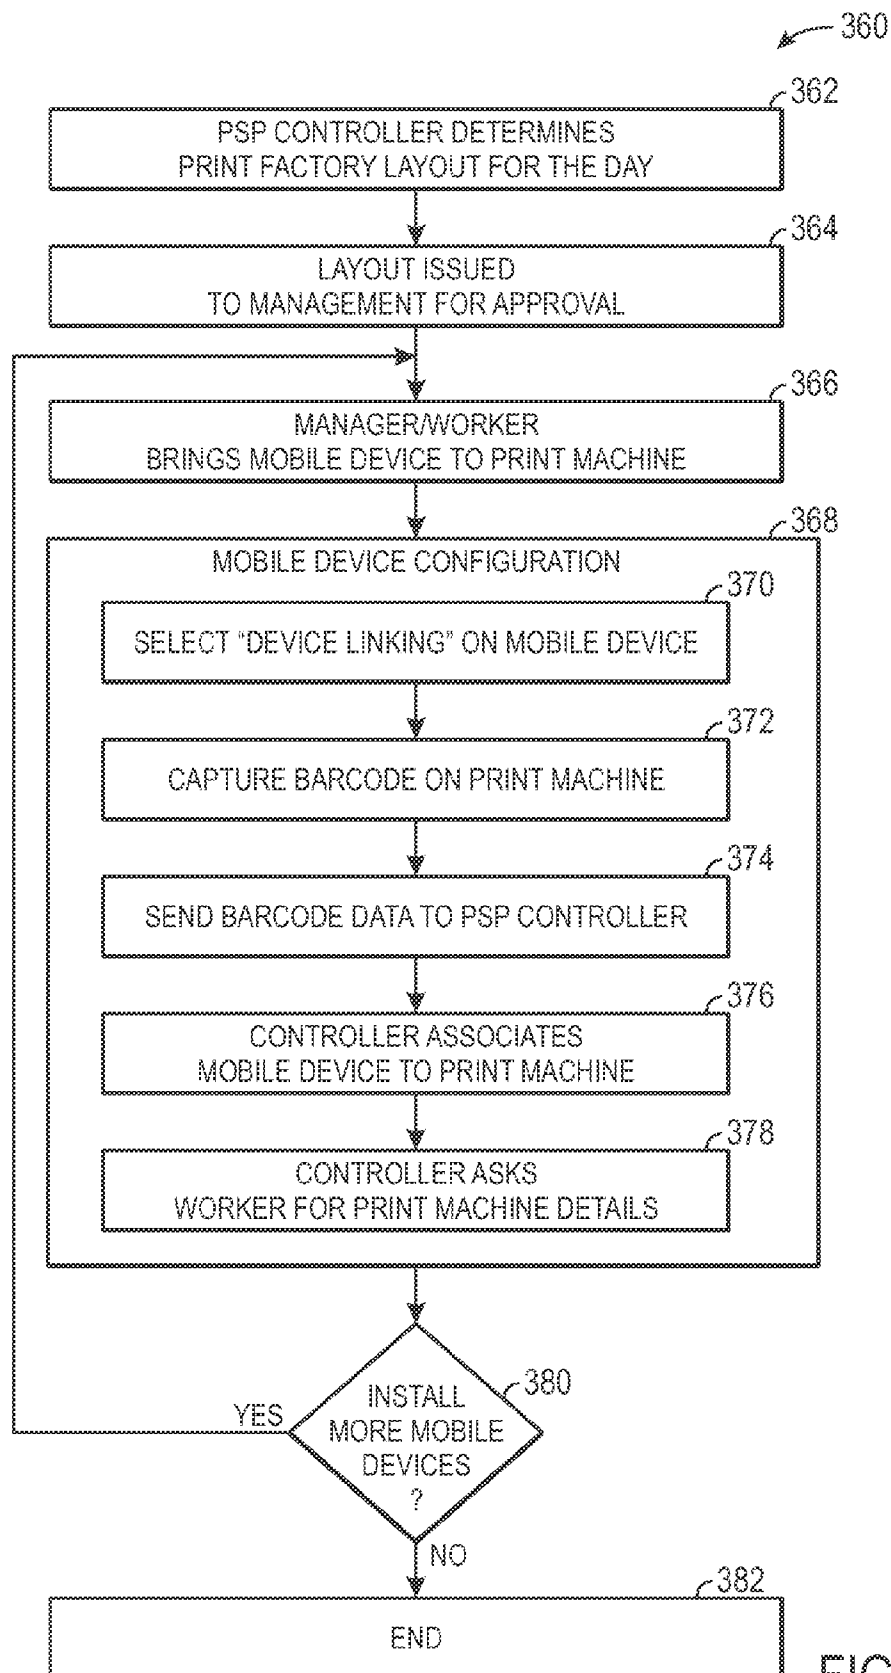 360
362
PSP CONTROLLER DETERMINES
PRINT FACTORY LAYOUT FOR THE DAY
364
LAYOUT ISSUED
TO MANAGEMENT FOR APPROVAL
366
MANAGER/WORKER
BRINGS MOBILE DEVICE TO PRINT MACHINE
368
MOBILE DEVICE CONFIGURATION
370
SELECT “DEVICE LINKING” ON MOBILE DEVICE
372
CAPTURE BARCODE ON PRINT MACHINE
374
SEND BARCODE DATA TO PSP CONTROLLER
376
CONTROLLER ASSOCIATES
MOBILE DEVICE TO PRINT MACHINE
378
CONTROLLER ASKS
WORKER FOR PRINT MACHINE DETAILS
380
INSTALL
MORE MOBILE
DEVICES
?
YES
NO
382
END